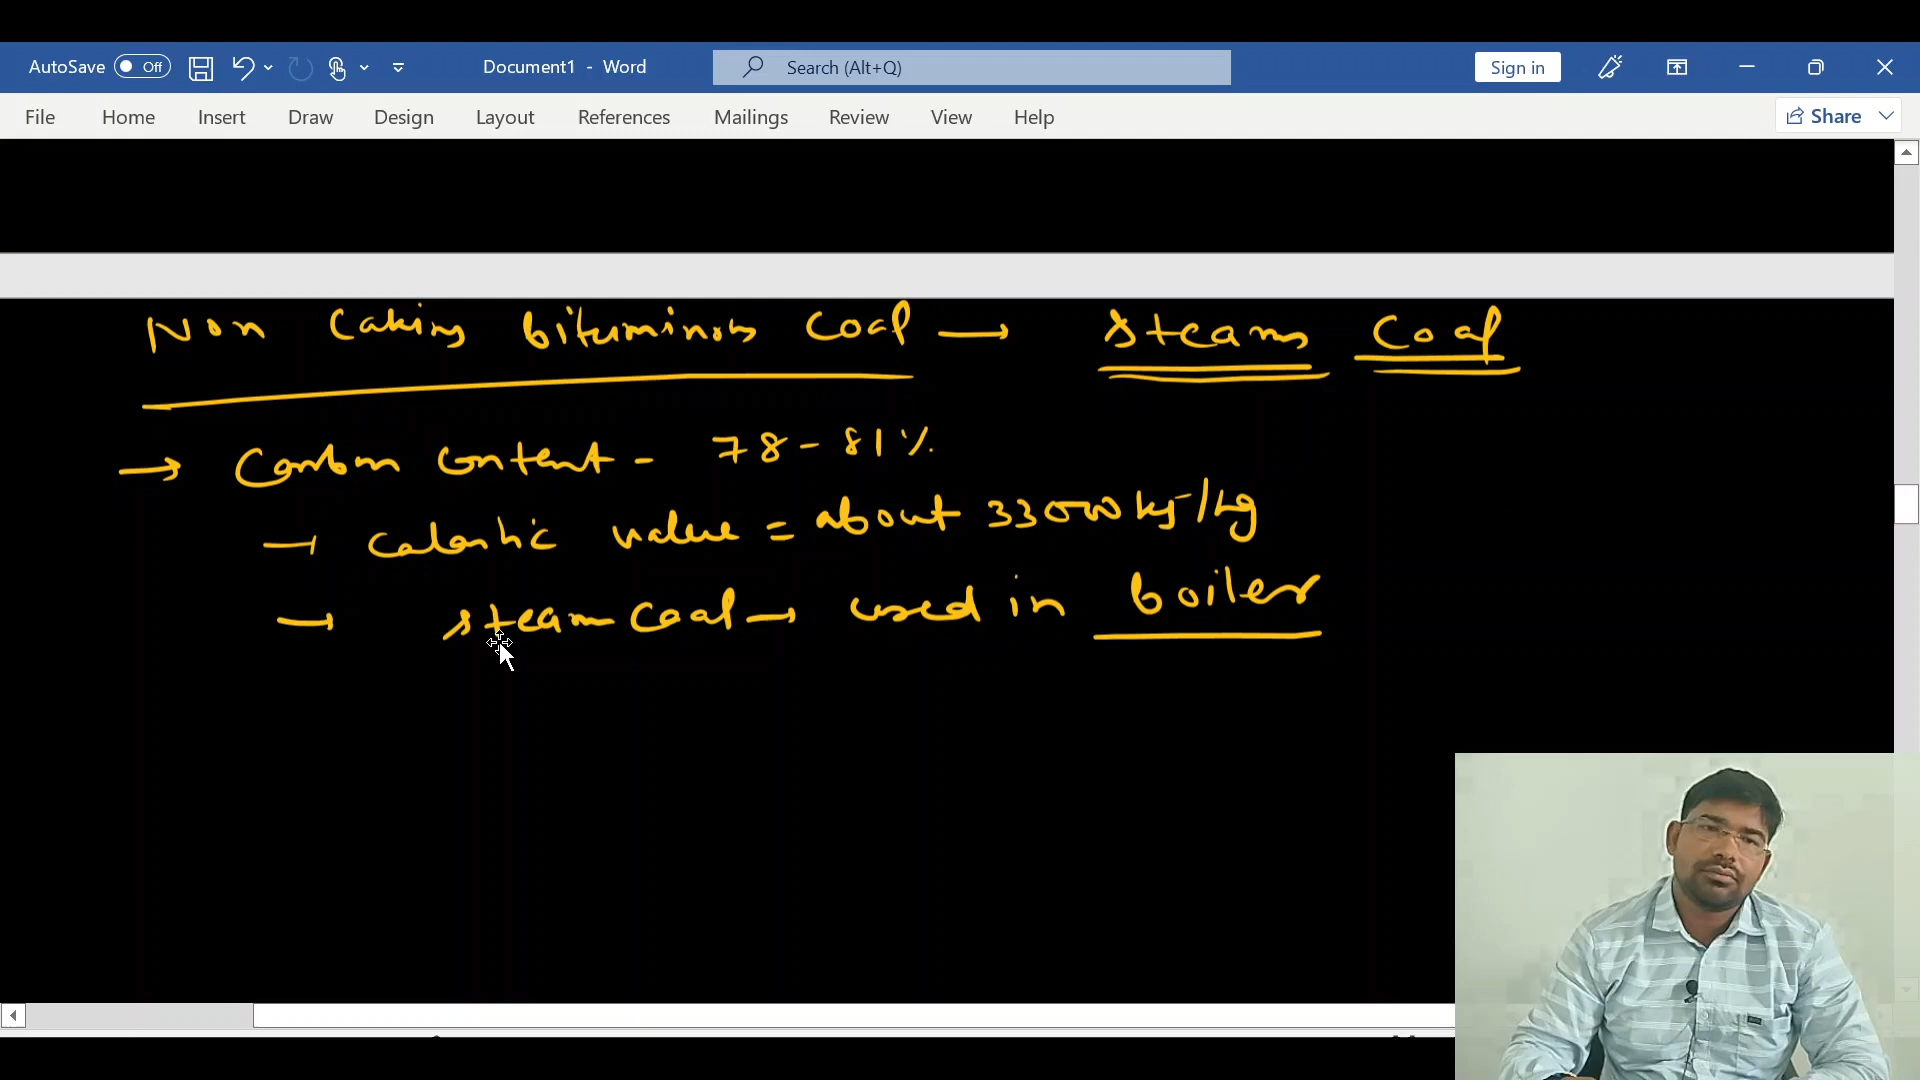 AutoSave Off Document1 - Word Search (Alt+Q) Sign in
File Home Insert Draw Design Layout References Mailings Review View Help Share
Non Caking bituminous Coal → Steams Coal
→ Carbon Content - 78-81%
→ calorific value = about 33000 kJ/kg
→ steam Coal → used in boiler